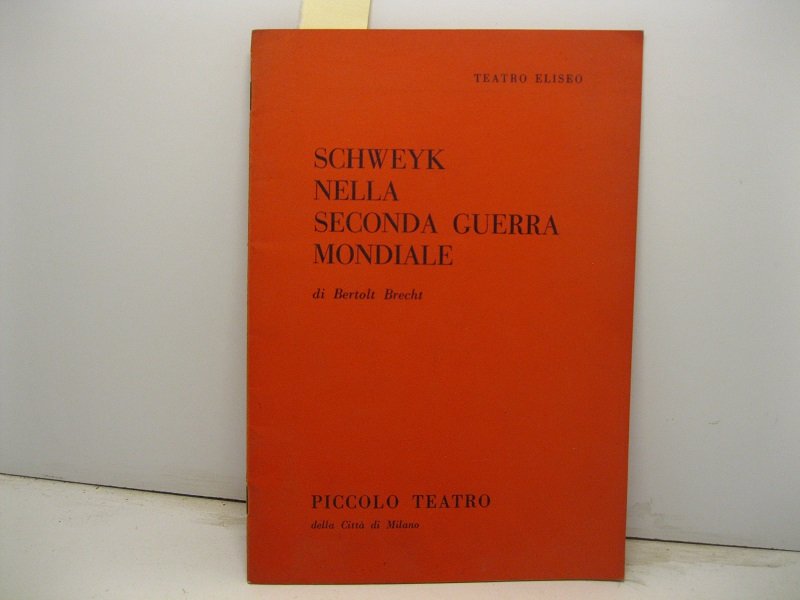 TEATRO ELISEO
SCHWEYK
NELLA
SECONDA GUERRA
MONDIALE
di Bertolt Brecht
PICCOLO TEATRO
della Città di Milano